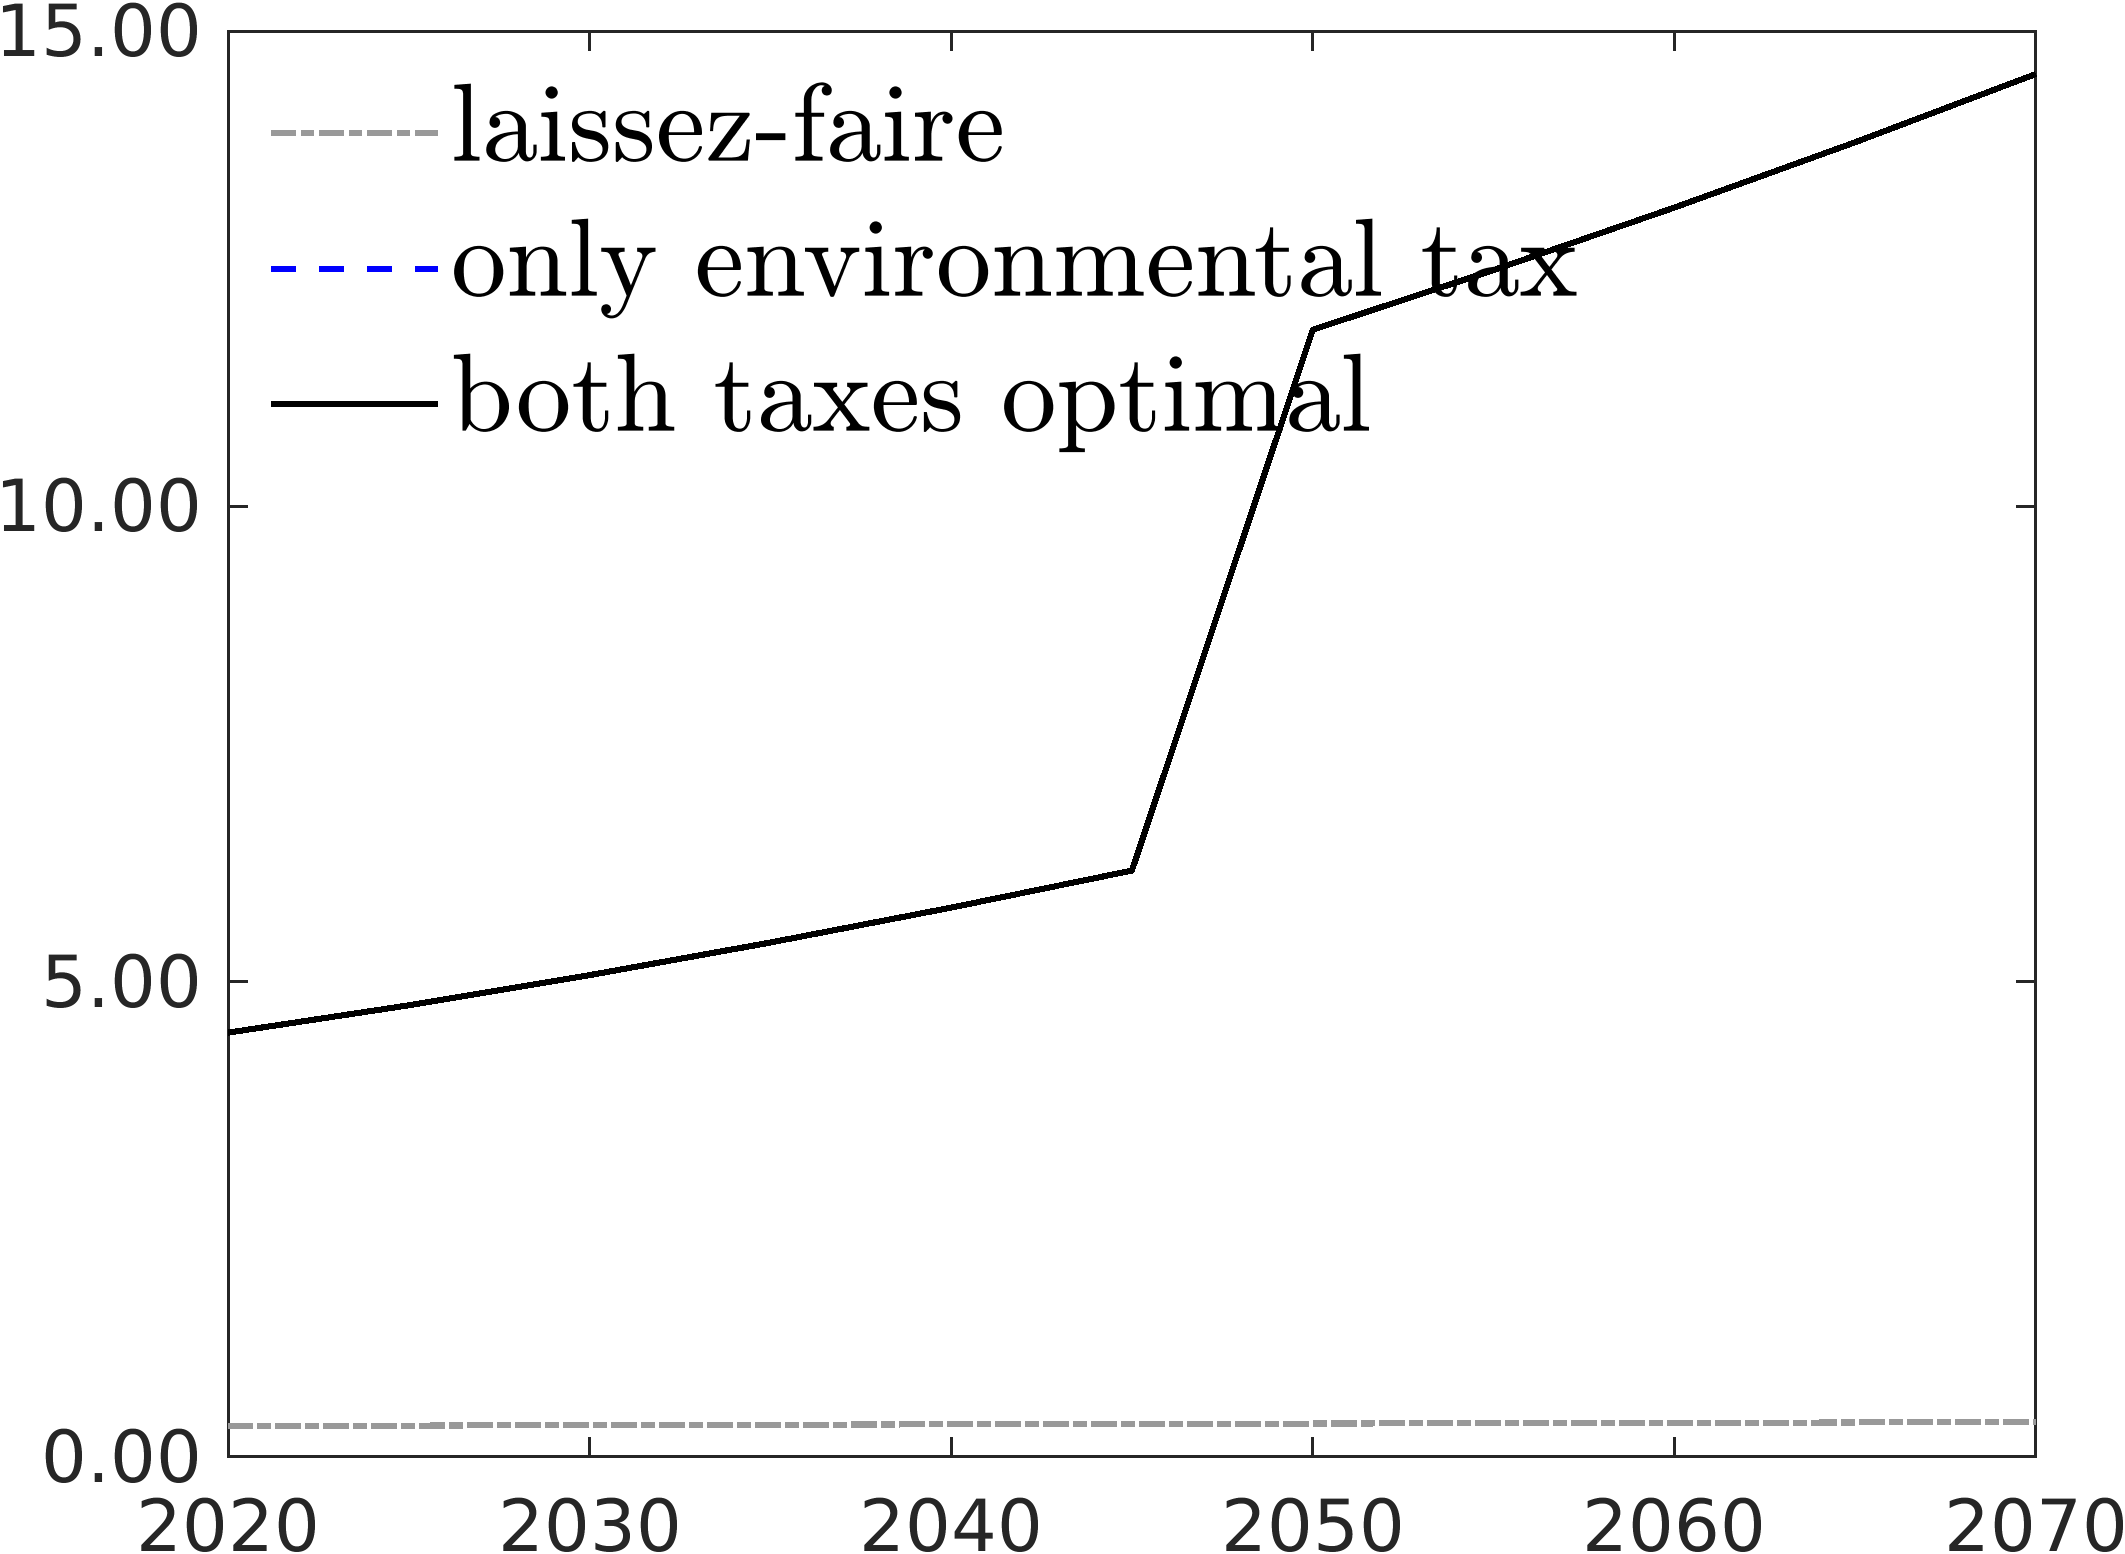 15.00
laissez-faire
only environmental tax
both taxes optimal
10.00
5.00
0.00
2020 2030 2040 2050 2060 2070